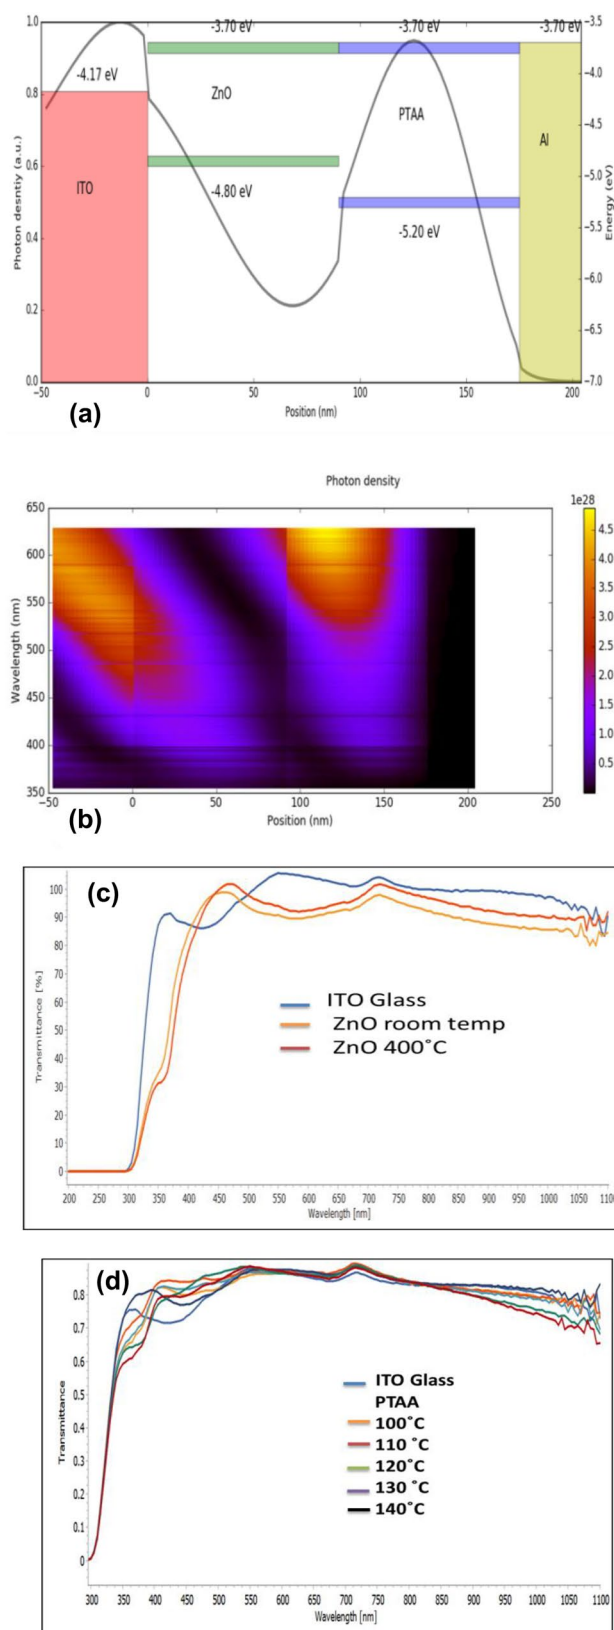 -3.70 eV -3.70 eV -3.70 eV
-4.17 eV
ZnO
PTAA
Al
ITO
-4.80 eV
-5.20 eV
Photon desntiy (a.u.)
1.0
0.8
0.6
0.4
0.2
0.0
Energy (eV)
−3.5
−4.0
−4.5
−5.0
−5.5
−6.0
−6.5
−7.0
−50 0 50 100 150 200
Position (nm)
(a)
Photon density
1e28
Wavelength (nm)
650
600
550
500
450
400
350
4.5
4.0
3.5
3.0
2.5
2.0
1.5
1.0
0.5
−50 0 50 100 150 200 250
Position (nm)
(b)
(c)
Transmittance [%]
100
90
80
70
60
50
40
30
20
10
0
ITO Glass
ZnO room temp
ZnO 400˚C
200 250 300 350 400 450 500 550 600 650 700 750 800 850 900 950 1000 1050 1100
Wavelength [nm]
(d)
Transmittance
0.8
0.7
0.6
0.5
0.4
0.3
0.2
0.1
0
ITO Glass
PTAA
100˚C
110 ˚C
120˚C
130 ˚C
140˚C
300 350 400 450 500 550 600 650 700 750 800 850 900 950 1000 1050 1100
Wavelength [nm]